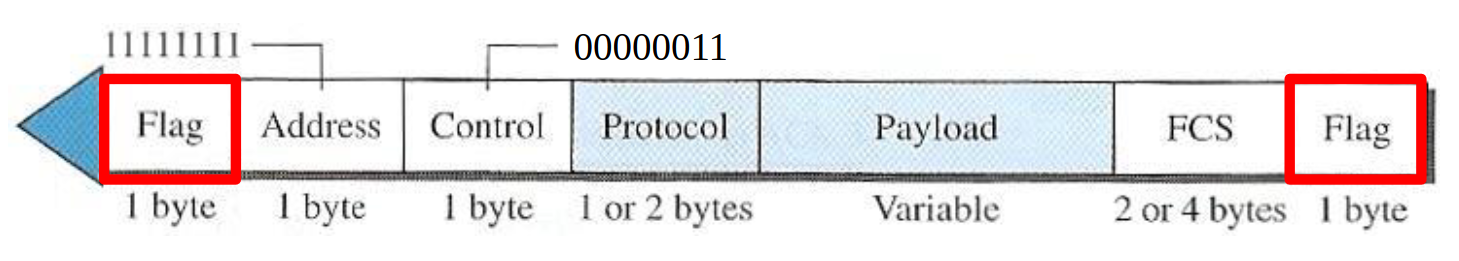 11111111 00000011
Flag Address Control Protocol Payload FCS Flag
1 byte 1 byte 1 byte 1 or 2 bytes Variable 2 or 4 bytes 1 byte